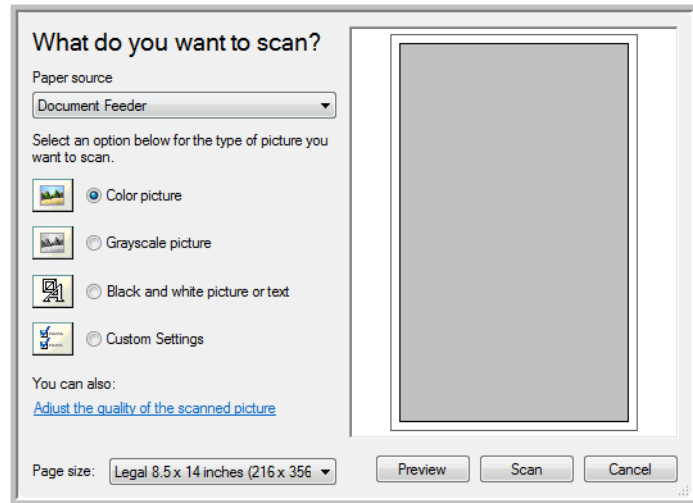 What do you want to scan?
Paper source
Document Feeder
Select an option below for the type of picture you
want to scan.
Color picture
Grayscale picture
Black and white picture or text
Custom Settings
You can also:
Adjust the quality of the scanned picture
Page size: Legal 8.5 x 14 inches (216 x 356
Preview Scan Cancel